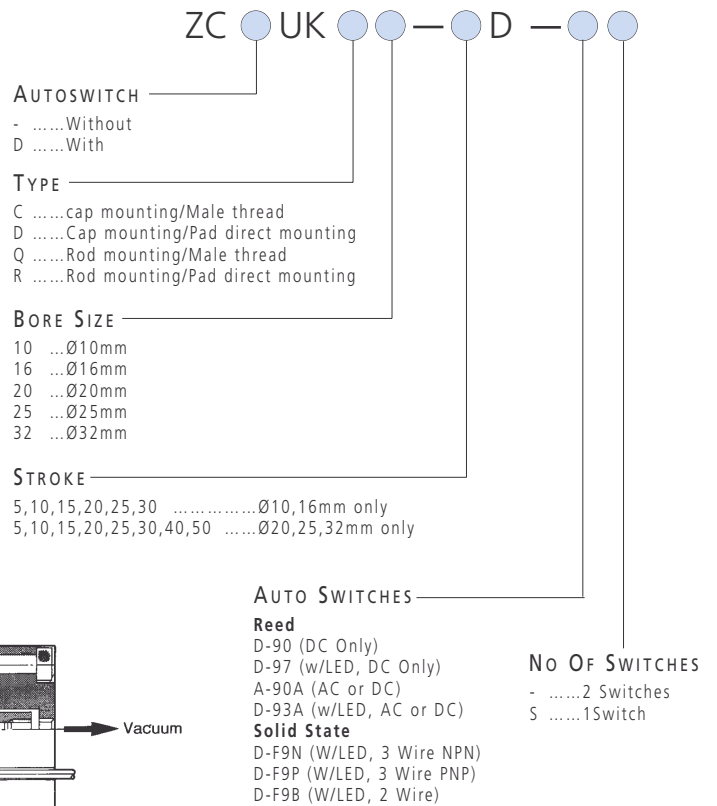 ZC UK — D —
AUTOSWITCH
- ......Without
D ......With
TYPE
C ......cap mounting/Male thread
D ......Cap mounting/Pad direct mounting
Q ......Rod mounting/Male thread
R ......Rod mounting/Pad direct mounting
BORE SIZE
10 ...Ø10mm
16 ...Ø16mm
20 ...Ø20mm
25 ...Ø25mm
32 ...Ø32mm
STROKE
5,10,15,20,25,30 ...............Ø10,16mm only
5,10,15,20,25,30,40,50 ......Ø20,25,32mm only
AUTO SWITCHES
Reed
D-90 (DC Only)
D-97 (w/LED, DC Only)
A-90A (AC or DC)
D-93A (w/LED, AC or DC)
Solid State
D-F9N (W/LED, 3 Wire NPN)
D-F9P (W/LED, 3 Wire PNP)
D-F9B (W/LED, 2 Wire)
NO OF SWITCHES
- ......2 Switches
S ......1Switch
Vacuum